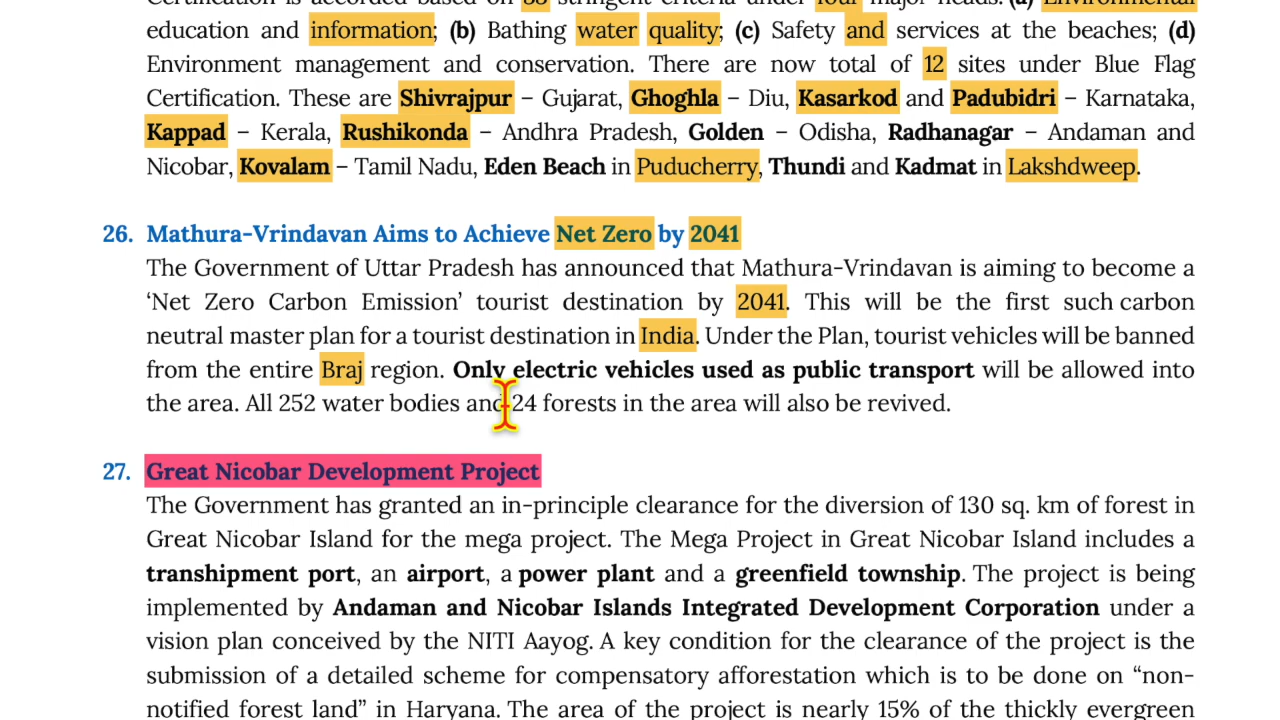 Certification is accorded based on 33 stringent criteria under four major heads: (a) Environmental
education and information; (b) Bathing water quality; (c) Safety and services at the beaches; (d)
Environment management and conservation. There are now total of 12 sites under Blue Flag
Certification. These are Shivrajpur – Gujarat, Ghoghla – Diu, Kasarkod and Padubidri – Karnataka,
Kappad – Kerala, Rushikonda – Andhra Pradesh, Golden – Odisha, Radhanagar – Andaman and
Nicobar, Kovalam – Tamil Nadu, Eden Beach in Puducherry, Thundi and Kadmat in Lakshdweep.
26. Mathura-Vrindavan Aims to Achieve Net Zero by 2041
The Government of Uttar Pradesh has announced that Mathura-Vrindavan is aiming to become a
‘Net Zero Carbon Emission’ tourist destination by 2041. This will be the first such carbon
neutral master plan for a tourist destination in India. Under the Plan, tourist vehicles will be banned
from the entire Braj region. Only electric vehicles used as public transport will be allowed into
the area. All 252 water bodies and 24 forests in the area will also be revived.
27. Great Nicobar Development Project
The Government has granted an in-principle clearance for the diversion of 130 sq. km of forest in
Great Nicobar Island for the mega project. The Mega Project in Great Nicobar Island includes a
transhipment port, an airport, a power plant and a greenfield township. The project is being
implemented by Andaman and Nicobar Islands Integrated Development Corporation under a
vision plan conceived by the NITI Aayog. A key condition for the clearance of the project is the
submission of a detailed scheme for compensatory afforestation which is to be done on “non-
notified forest land” in Haryana. The area of the project is nearly 15% of the thickly evergreen